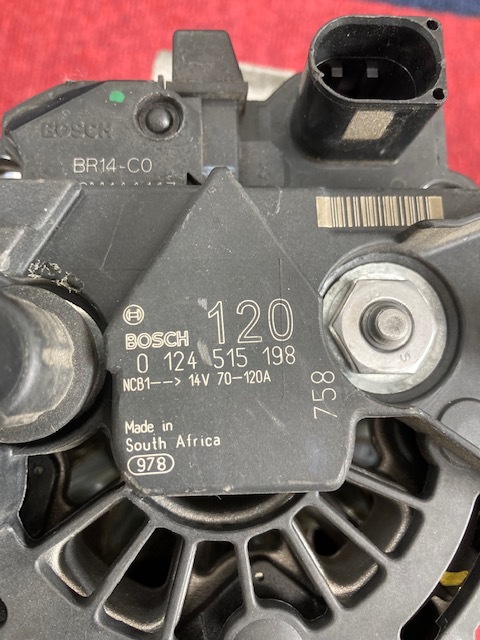 BOSCH
BR14-C0
BOSCH 120
0 124 515 198
NCB1--> 14V 70-120A
758
Made in
South Africa
978